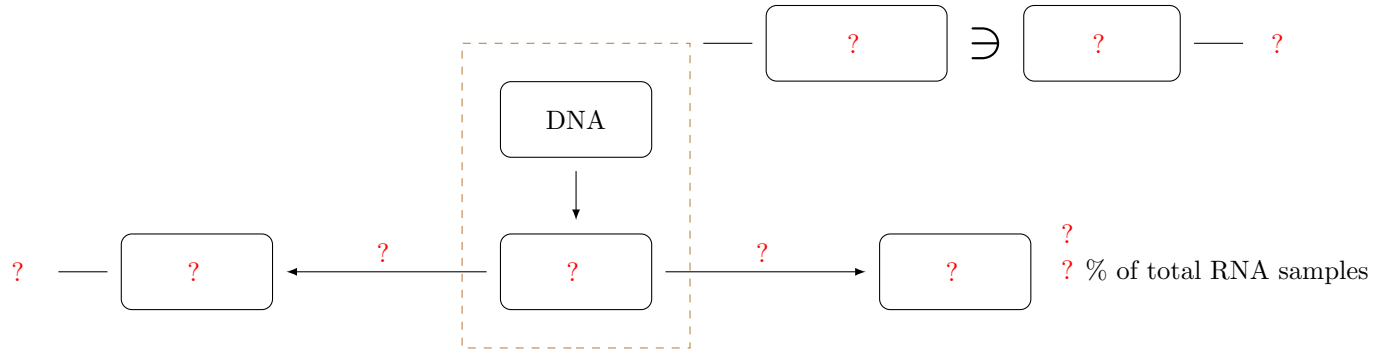 ? ∋ ? ?
DNA
? ? ? ? ? ? ?
? % of total RNA samples